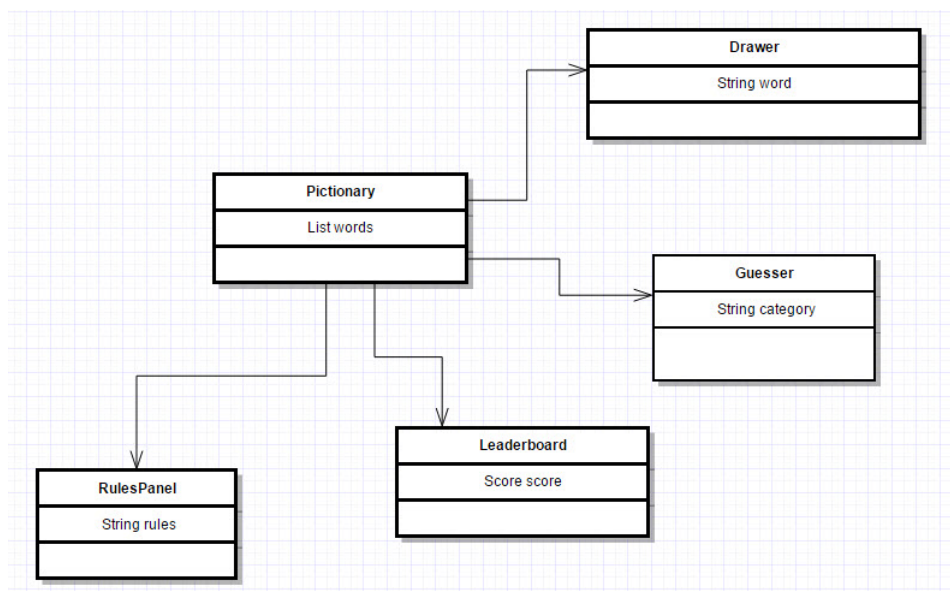 Drawer
String word
Pictionary
List words
Guesser
String category
Leaderboard
Score score
RulesPanel
String rules